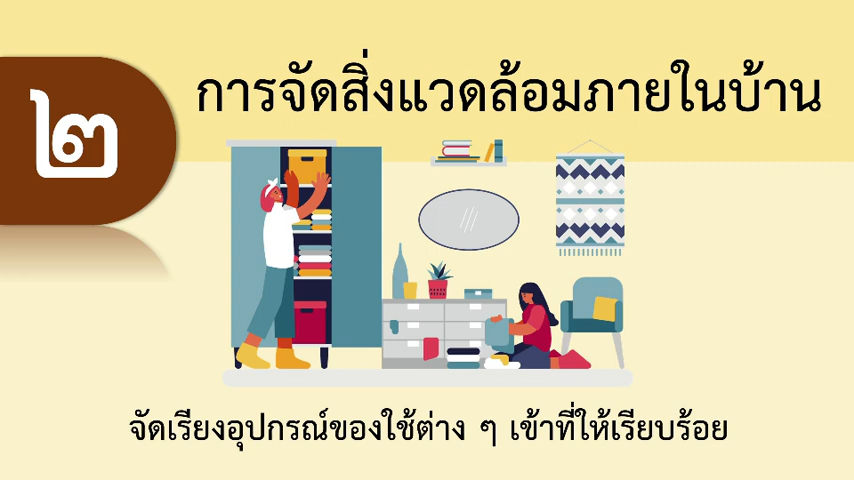 ๒
การจัดสิ่งแวดล้อมภายในบ้าน
จัดเรียงอุปกรณ์ของใช้ต่าง ๆ เข้าที่ให้เรียบร้อย